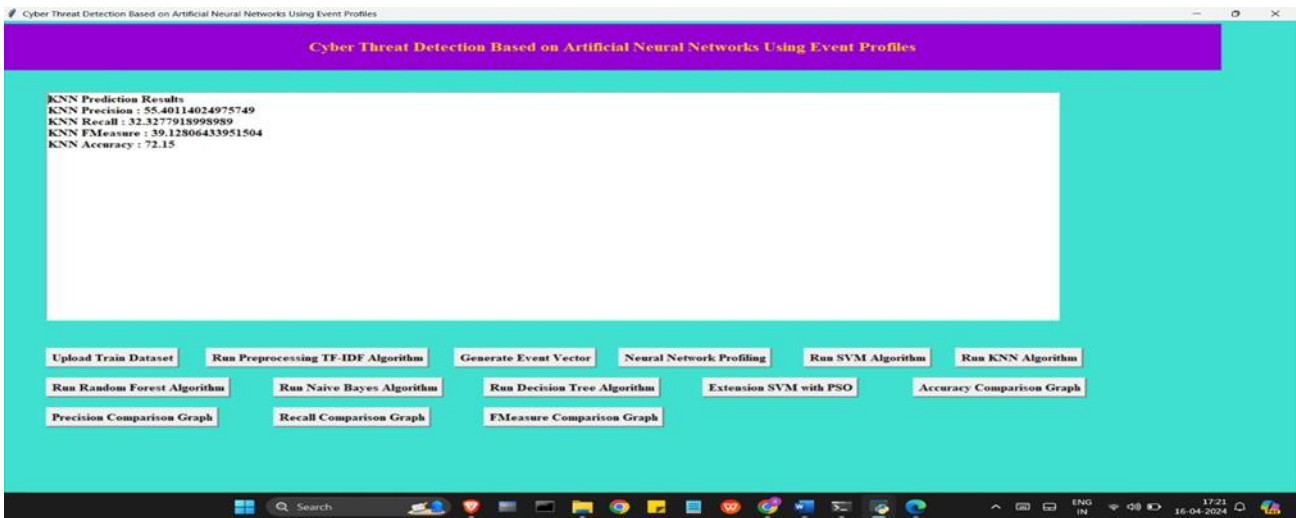 Cyber Threat Detection Based on Artificial Neural Networks Using Event Profiles
Cyber Threat Detection Based on Artificial Neural Networks Using Event Profiles
KNN Prediction Results
KNN Precision : 55.40114024975749
KNN Recall : 32.3277918998989
KNN FMeasure : 39.12806433951504
KNN Accuracy : 72.15
Upload Train Dataset Run Preprocessing TF-IDF Algorithm Generate Event Vector Neural Network Profiling Run SVM Algorithm Run KNN Algorithm
Run Random Forest Algorithm Run Naive Bayes Algorithm Run Decision Tree Algorithm Extension SVM with PSO Accuracy Comparison Graph
Precision Comparison Graph Recall Comparison Graph FMeasure Comparison Graph
Search ENG 17:21
IN 16-04-2024